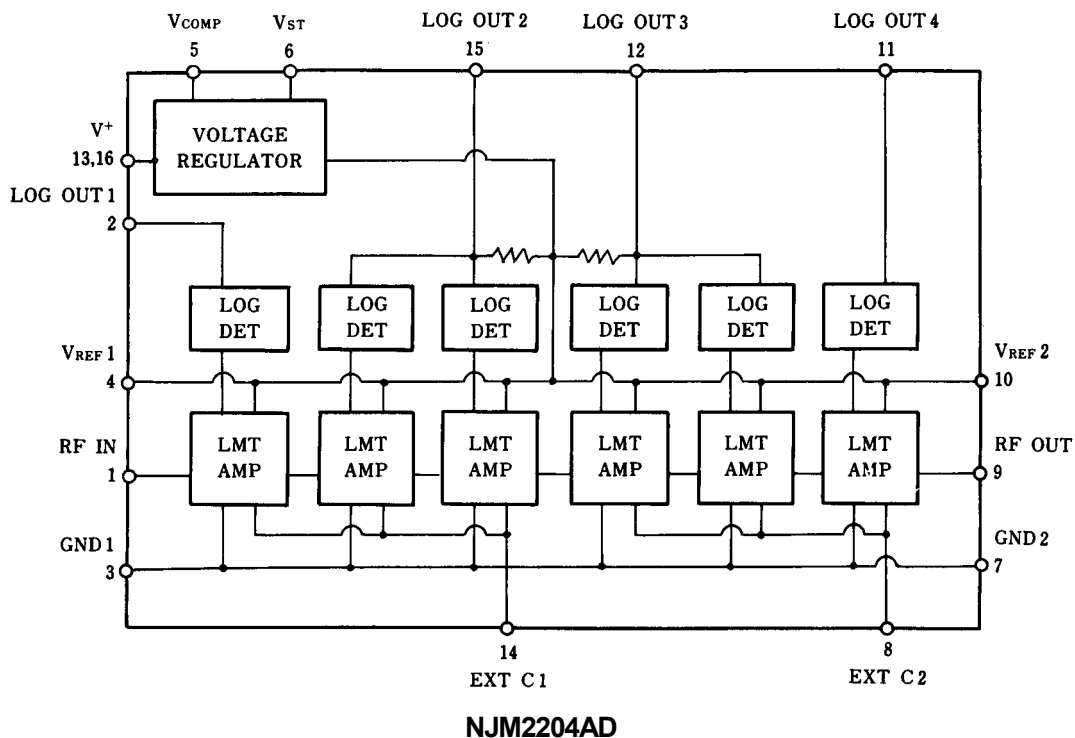 VCOMP
5
VST
6
LOG OUT 2
15
LOG OUT 3
12
LOG OUT 4
11
V+
13,16
VOLTAGE
REGULATOR
LOG OUT 1
2
LOG
DET
LOG
DET
LOG
DET
LOG
DET
LOG
DET
LOG
DET
VREF 1
4
VREF 2
10
RF IN
1
LMT
AMP
LMT
AMP
LMT
AMP
LMT
AMP
LMT
AMP
LMT
AMP
RF OUT
9
GND 1
3
GND 2
7
14
EXT C1
8
EXT C2
NJM2204AD